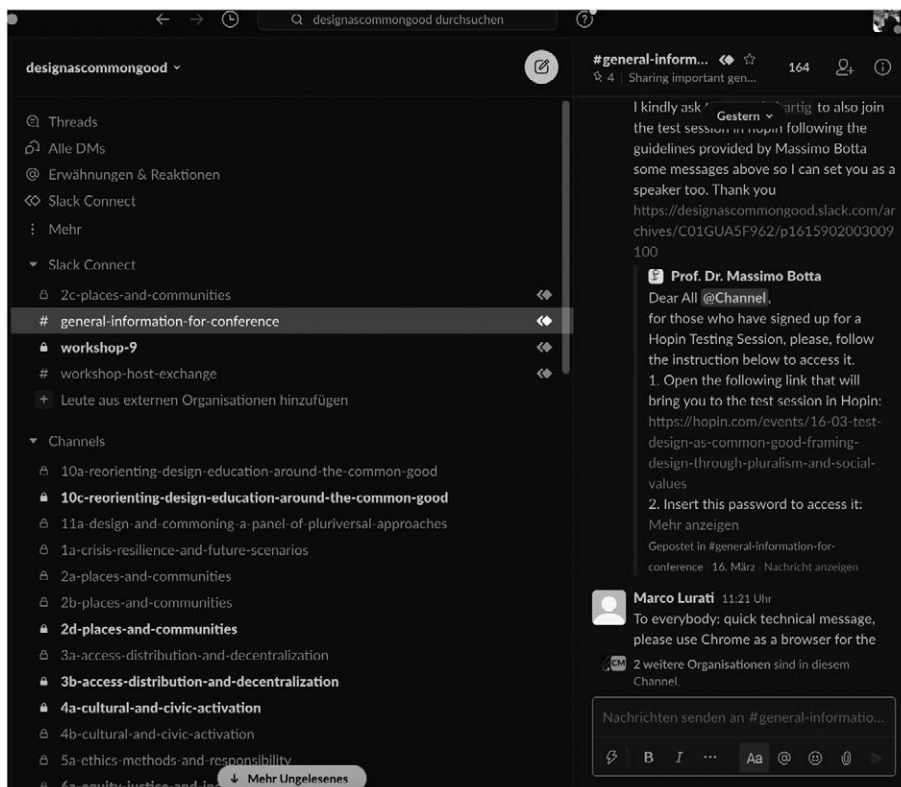 designascommongood durchsuchen
designascommongood
Threads
Alle DMs
@ Erwähnungen & Reaktionen
Slack Connect
Mehr
Slack Connect
2c-places-and-communities
# general-information-for-conference
workshop-9
# workshop-host-exchange
+ Leute aus externen Organisationen hinzufügen
Channels
10a-reorienting-design-education-around-the-common-good
10c-reorienting-design-education-around-the-common-good
11a-design-and-commoning-a-panel-of-pluriversal-approaches
1a-crisis-resilience-and-future-scenarios
2a-places-and-communities
2b-places-and-communities
2d-places-and-communities
3a-access-distribution-and-decentralization
3b-access-distribution-and-decentralization
4a-cultural-and-civic-activation
4b-cultural-and-civic-activation
5a-ethics-methods-and-responsibility
↓ Mehr Ungelesenes
#general-inform...
164
4 | Sharing important gen...
Gestern
I kindly ask to also join
the test session in hopin following the
guidelines provided by Massimo Botta
some messages above so I can set you as a
speaker too. Thank you
https://designascommongood.slack.com/ar
chives/C01GUA5F962/p1615902003009
100
Prof. Dr. Massimo Botta
Dear All @Channel,
for those who have signed up for a
Hopin Testing Session, please, follow
the instruction below to access it.
1. Open the following link that will
bring you to the test session in Hopin:
https://hopin.com/events/16-03-test-
design-as-common-good-framing-
design-through-pluralism-and-social-
values
2. Insert this password to access it:
Mehr anzeigen
Gepostet in #general-information-for-
conference | 16. März | Nachricht anzeigen
Marco Lurati 11:21 Uhr
To everybody: quick technical message,
please use Chrome as a browser for the
CM 2 weitere Organisationen sind in diesem
Channel.
Nachrichten senden an #general-informatio...
B I ... Aa @